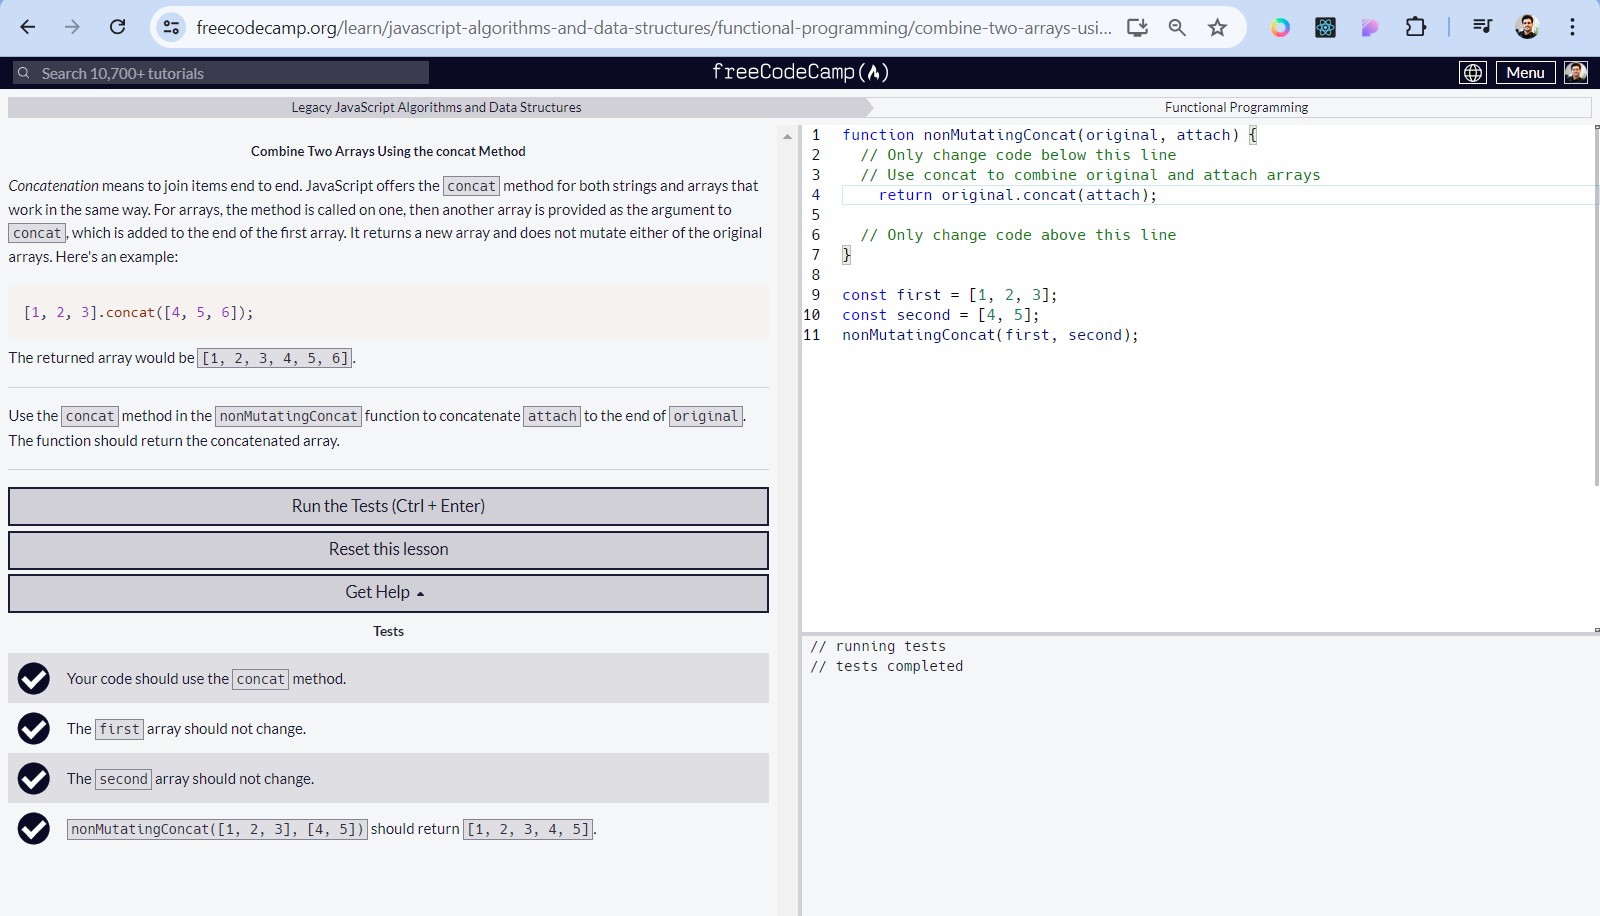 freecodecamp.org/learn/javascript-algorithms-and-data-structures/functional-programming/combine-two-arrays-usi...
Search 10,700+ tutorials
freeCodeCamp
Menu
Legacy JavaScript Algorithms and Data Structures
Functional Programming
Combine Two Arrays Using the concat Method
Concatenation means to join items end to end. JavaScript offers the concat method for both strings and arrays that
work in the same way. For arrays, the method is called on one, then another array is provided as the argument to
concat, which is added to the end of the first array. It returns a new array and does not mutate either of the original
arrays. Here's an example:
[1, 2, 3].concat([4, 5, 6]);
The returned array would be [1, 2, 3, 4, 5, 6].
Use the concat method in the nonMutatingConcat function to concatenate attach to the end of original.
The function should return the concatenated array.
Run the Tests (Ctrl + Enter)
Reset this lesson
Get Help
Tests
Your code should use the concat method.
The first array should not change.
The second array should not change.
nonMutatingConcat([1, 2, 3], [4, 5]) should return [1, 2, 3, 4, 5].
1 function nonMutatingConcat(original, attach) {
2 // Only change code below this line
3 // Use concat to combine original and attach arrays
4 return original.concat(attach);
5
6 // Only change code above this line
7 }
8
9 const first = [1, 2, 3];
10 const second = [4, 5];
11 nonMutatingConcat(first, second);
// running tests
// tests completed